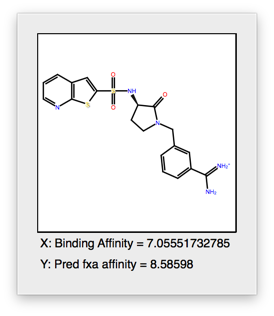 O
S
NH
O
O
N
S
N
NH₂⁺
NH₂
X: Binding Affinity = 7.05551732785
Y: Pred fxa affinity = 8.58598